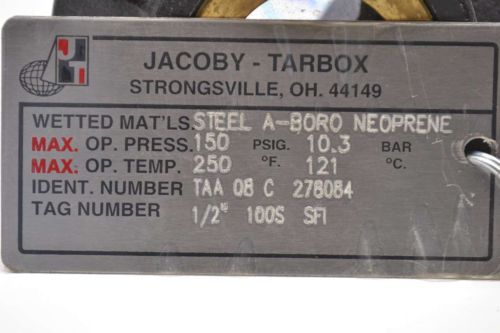 JACOBY - TARBOX
STRONGSVILLE, OH. 44149
WETTED MAT'LS. STEEL A-BORO NEOPRENE
MAX. OP. PRESS. 150 PSIG. 10.3 BAR
MAX. OP. TEMP. 250 °F. 121 °C.
IDENT. NUMBER TAA 08 C 278084
TAG NUMBER 1/2" 100S SFI